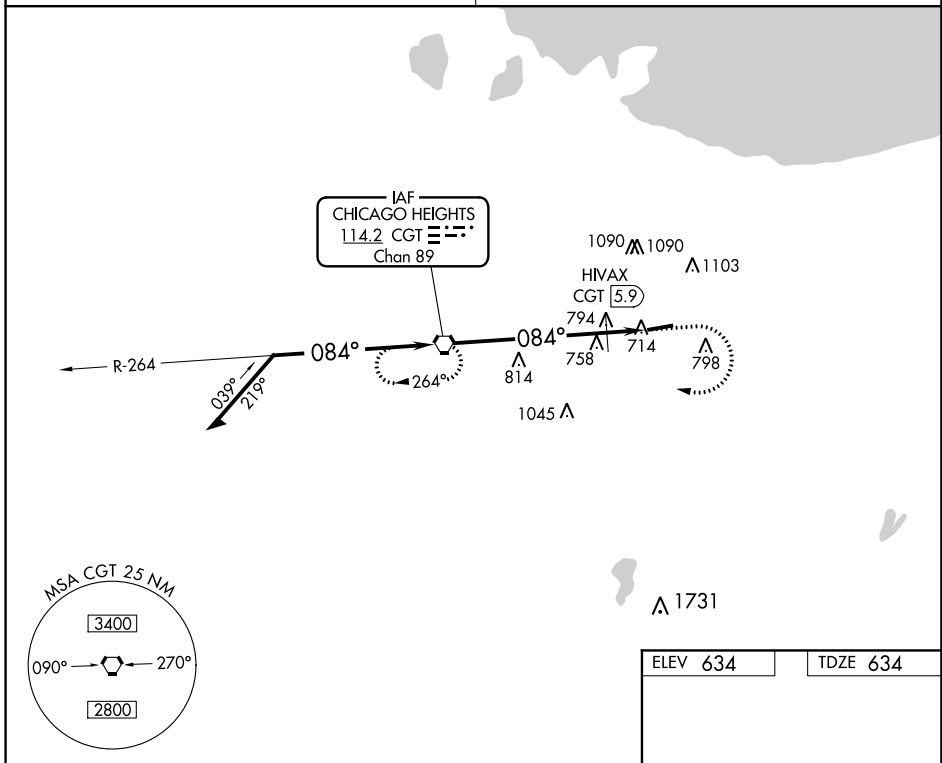 IAF
CHICAGO HEIGHTS
114.2 CGT
Chan 89
1090
1090
1103
HIVAX
CGT 5.9
794
R-264
084°
084°
758
714
798
264°
814
039°
219°
1045
MSA CGT 25 NM
3400
090°
270°
2800
1731
ELEV 634
TDZE 634